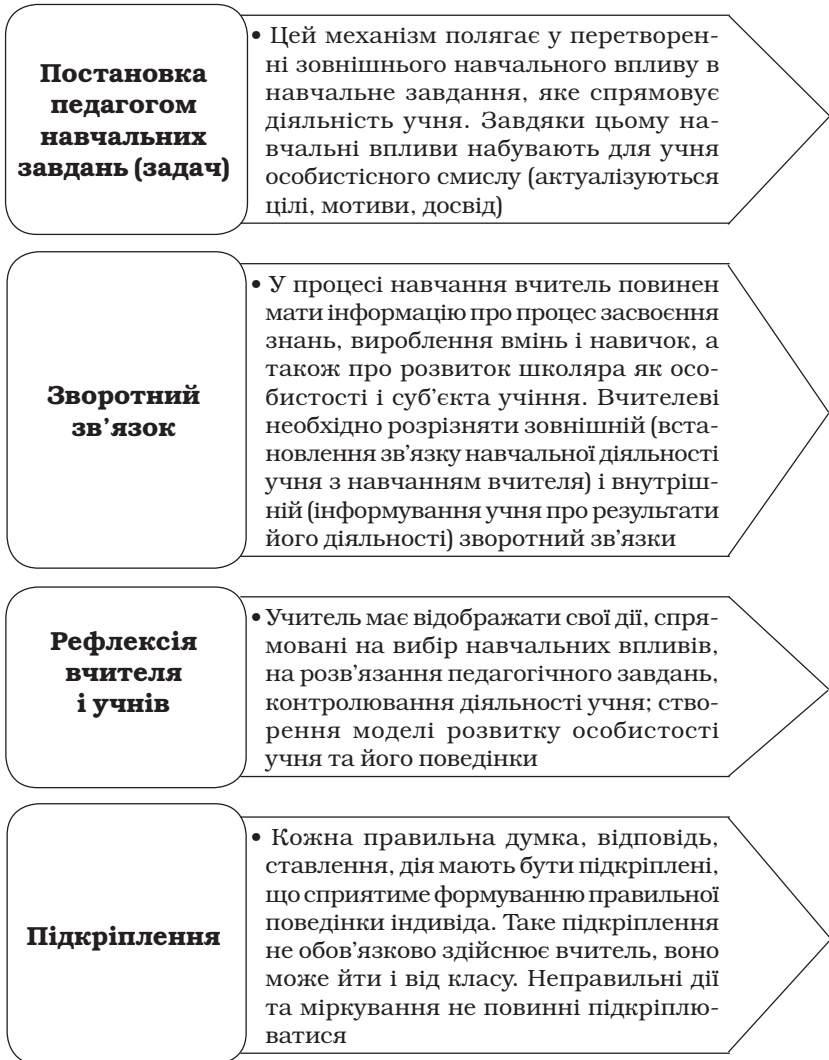 Постановка
педагогом
навчальних
завдань (задач)
• Цей механізм полягає у перетворен-
ні зовнішнього навчального впливу в
навчальне завдання, яке спрямовує
діяльність учня. Завдяки цьому на-
вчальні впливи набувають для учня
особистісного смислу (актуалізуються
цілі, мотиви, досвід)
Зворотний
зв’язок
• У процесі навчання вчитель повинен
мати інформацію про процес засвоєння
знань, вироблення вмінь і навичок, а
також про розвиток школяра як осо-
бистості і суб’єкта учіння. Вчителеві
необхідно розрізняти зовнішній (вста-
новлення зв’язку навчальної діяльності
учня з навчанням вчителя) і внутріш-
ній (інформування учня про результати
його діяльності) зворотний зв’язки
Рефлексія
вчителя
і учнів
• Учитель має відображати свої дії, спря-
мовані на вибір навчальних впливів,
на розв’язання педагогічного завдань,
контролювання діяльності учня; ство-
рення моделі розвитку особистості
учня та його поведінки
Підкріплення
• Кожна правильна думка, відповідь,
ставлення, дія мають бути підкріплені,
що сприятиме формуванню правильної
поведінки індивіда. Таке підкріплення
не обов’язково здійснює вчитель, воно
може йти і від класу. Неправильні дії
та міркування не повинні підкріплю-
ватися